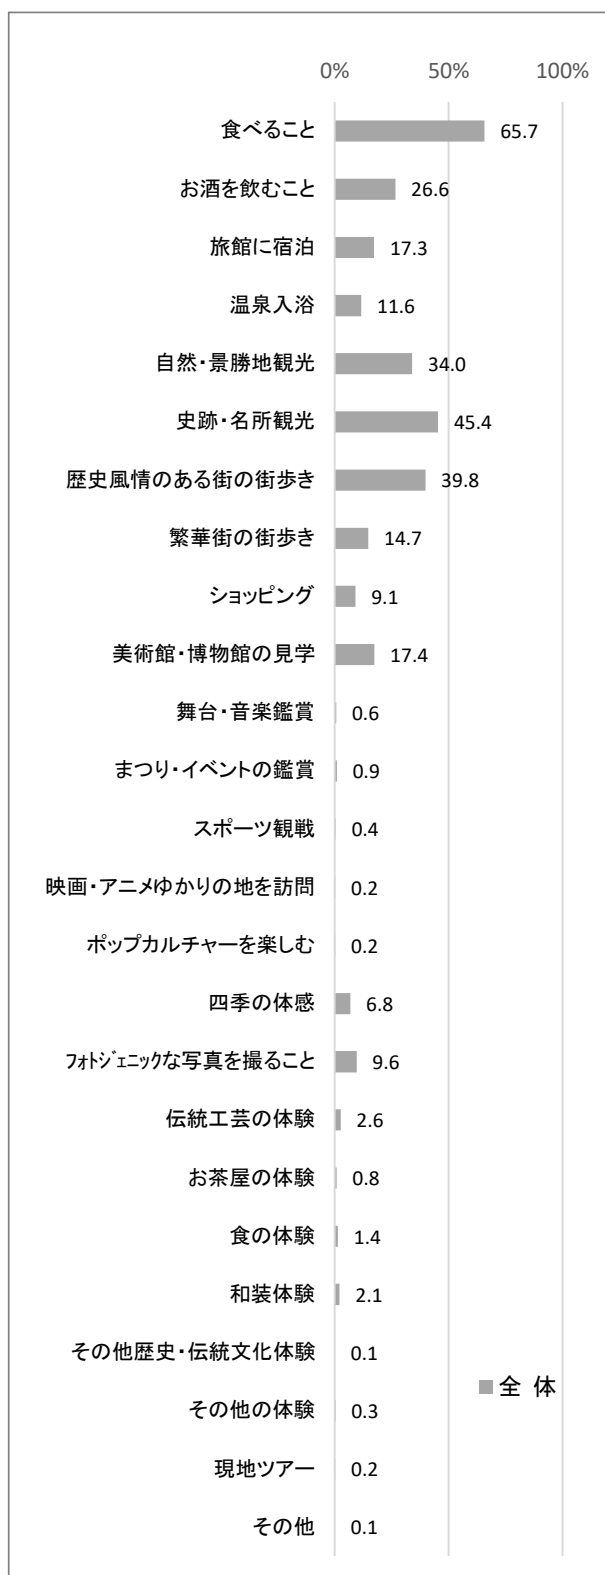 0% 50% 100%
食べること 65.7
お酒を飲むこと 26.6
旅館に宿泊 17.3
温泉入浴 11.6
自然・景勝地観光 34.0
史跡・名所観光 45.4
歴史風情のある街の街歩き 39.8
繁華街の街歩き 14.7
ショッピング 9.1
美術館・博物館の見学 17.4
舞台・音楽鑑賞 0.6
まつり・イベントの鑑賞 0.9
スポーツ観戦 0.4
映画・アニメゆかりの地を訪問 0.2
ポップカルチャーを楽しむ 0.2
四季の体感 6.8
ﾌｫﾄｼﾞｪﾆｯｸな写真を撮ること 9.6
伝統工芸の体験 2.6
お茶屋の体験 0.8
食の体験 1.4
和装体験 2.1
その他歴史・伝統文化体験 0.1
全 体
その他の体験 0.3
現地ツアー 0.2
その他 0.1